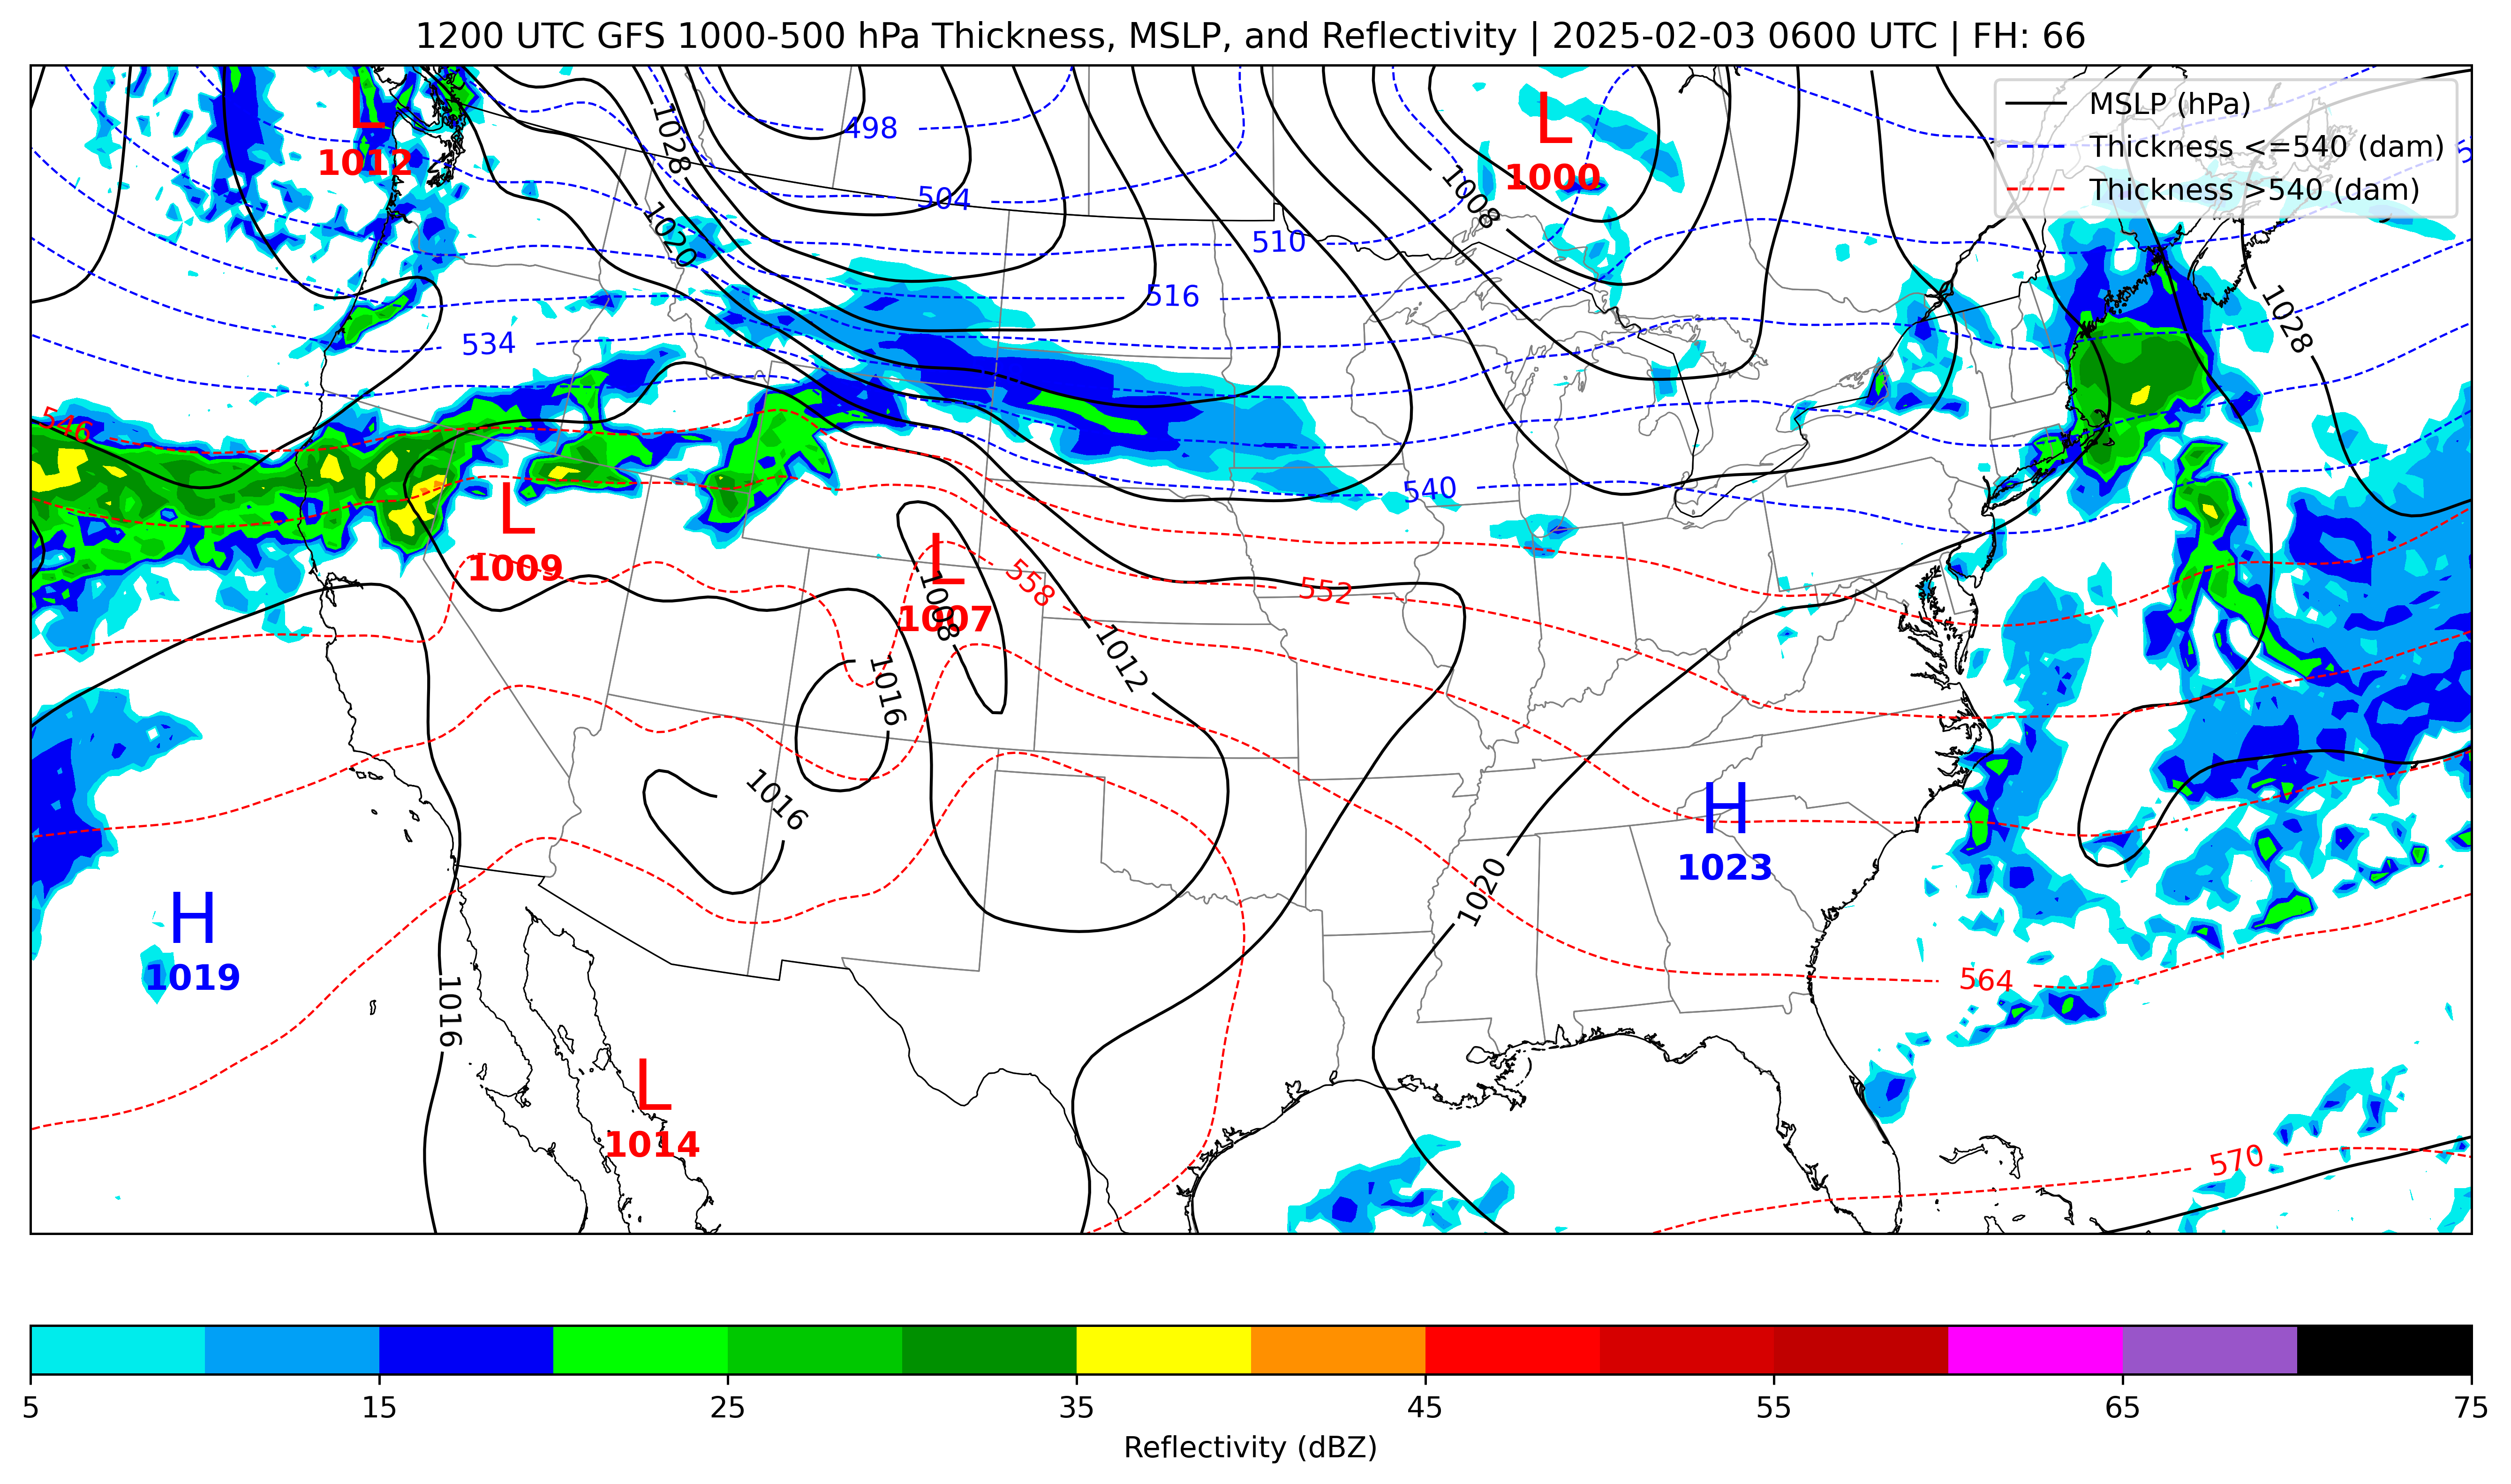 1200 UTC GFS 1000-500 hPa Thickness, MSLP, and Reflectivity | 2025-02-03 0600 UTC | FH: 66
MSLP (hPa)
Thickness <=540 (dam)
Thickness >540 (dam)
L
1012
1028
498
L
1000
504
1008
1020
510
516
1028
534
546
540
L
1009
L
1007
1008
558
552
1012
1016
1016
H
1023
1020
H
1019
1016
564
L
1014
570
5 15 25 35 45 55 65 75
Reflectivity (dBZ)